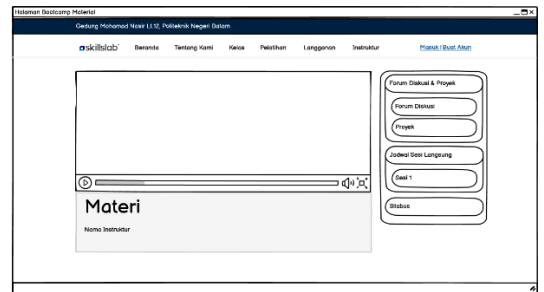 Halaman Bootcamp Material
Gedung Mohamad Nasir Lt.12, Politeknik Negeri Batam
skillslab Beranda Tentang Kami Kelas Pelatihan Langganan Instruktur Masuk | Buat Akun
Forum Diskusi & Proyek
Forum Diskusi
Proyek
Jadwal Sesi Langsung
Sesi 1
Silabus
Materi
Nama Instruktur